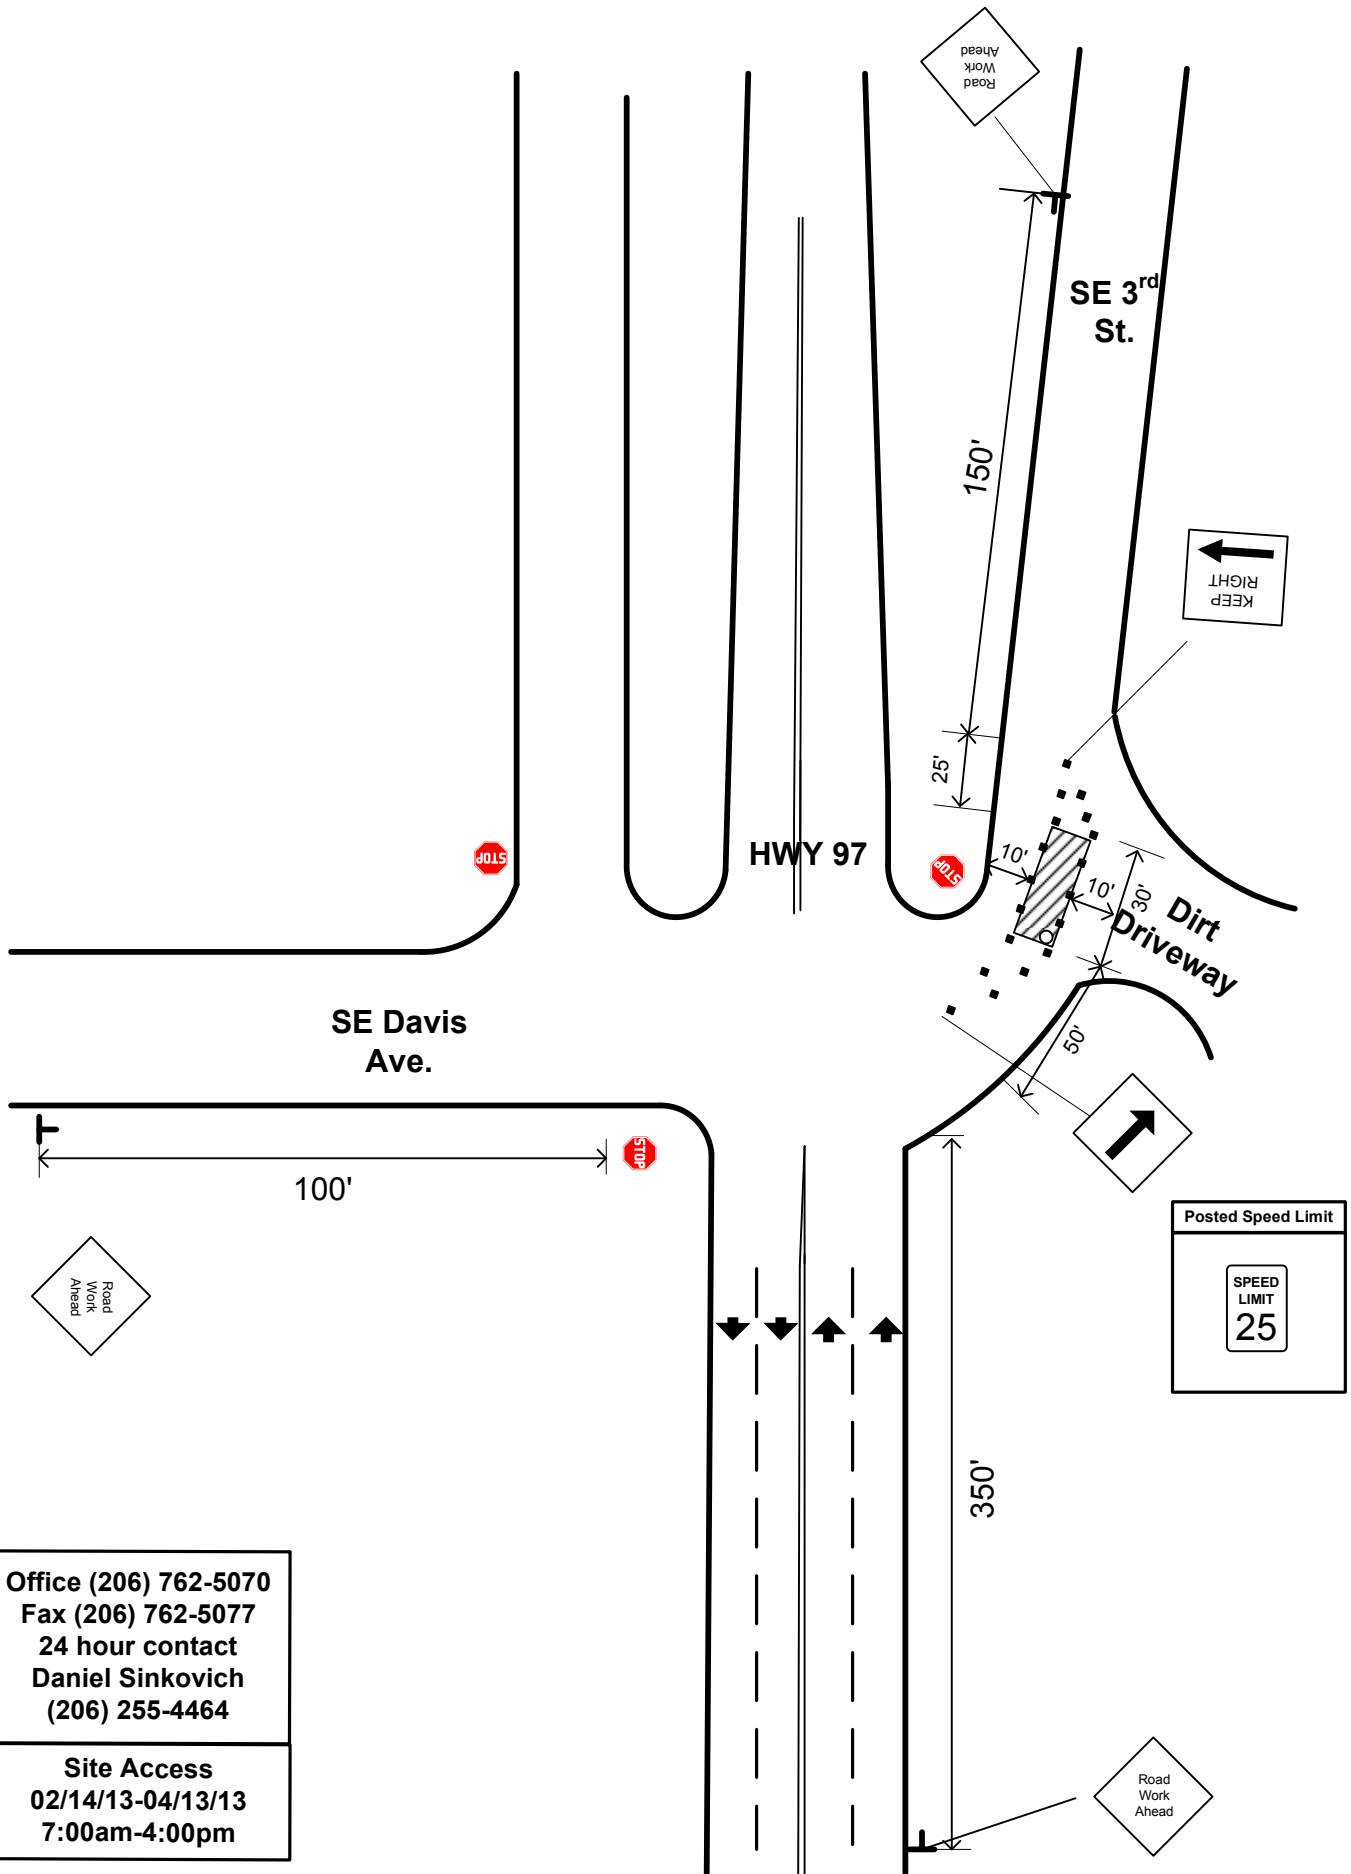 Road
Work
Ahead
SE 3rd
St.
150'
KEEP
RIGHT
25'
HWY 97
STOP
STOP
10'
10'
30'
Dirt
Driveway
SE Davis
Ave.
50'
STOP
100'
Road
Work
Ahead
Posted Speed Limit
SPEED
LIMIT
25
350'
Office (206) 762-5070
Fax (206) 762-5077
24 hour contact
Daniel Sinkovich
(206) 255-4464
Site Access
02/14/13-04/13/13
7:00am-4:00pm
Road
Work
Ahead